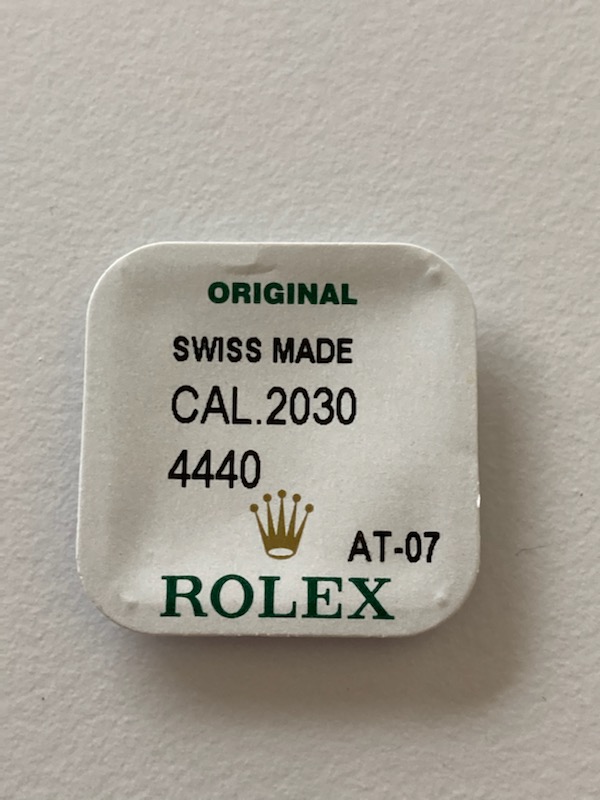 ORIGINAL
SWISS MADE
CAL.2030
4440
AT-07
ROLEX